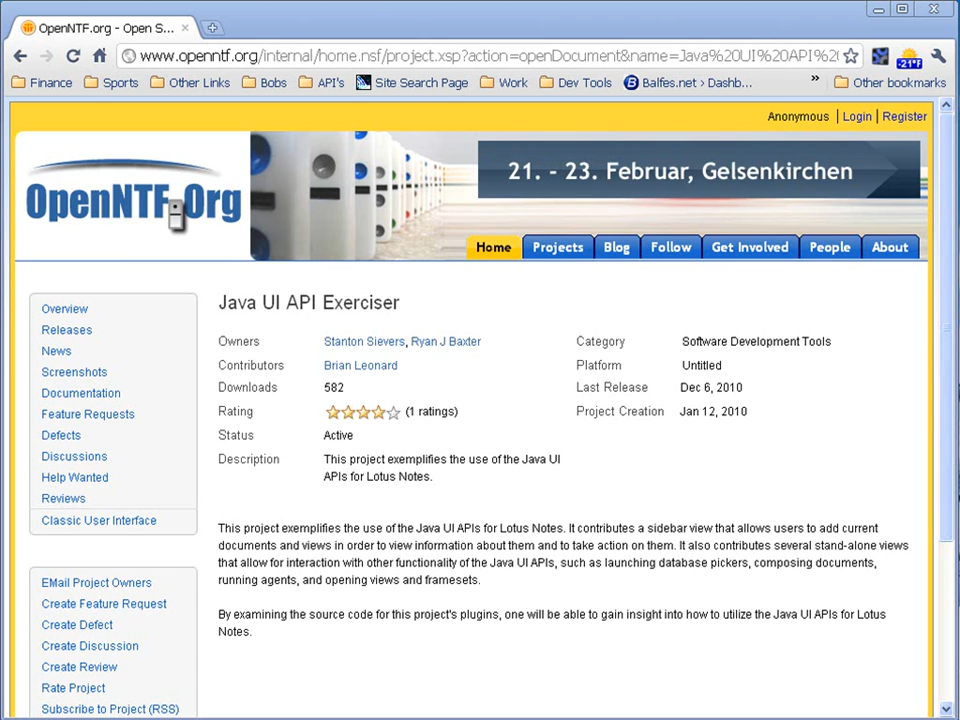 OpenNTF.org - Open S...
www.openntf.org/internal/home.nsf/project.xsp?action=openDocument&name=Java%20UI%20API%20
-21°F
Finance Sports Other Links Bobs API's Site Search Page Work Dev Tools Balfes.net › Dashb... » Other bookmarks
Anonymous | Login | Register
OpenNTF.Org
21. - 23. Februar, Gelsenkirchen
Home Projects Blog Follow Get Involved People About
Overview
Releases
News
Screenshots
Documentation
Feature Requests
Defects
Discussions
Help Wanted
Reviews
Classic User Interface
EMail Project Owners
Create Feature Request
Create Defect
Create Discussion
Create Review
Rate Project
Subscribe to Project (RSS)
Java UI API Exerciser
Owners Stanton Sievers, Ryan J Baxter Category Software Development Tools
Contributors Brian Leonard Platform Untitled
Downloads 582 Last Release Dec 6, 2010
Rating (1 ratings) Project Creation Jan 12, 2010
Status Active
Description This project exemplifies the use of the Java UI
APIs for Lotus Notes.
This project exemplifies the use of the Java UI APIs for Lotus Notes. It contributes a sidebar view that allows users to add current
documents and views in order to view information about them and to take action on them. It also contributes several stand-alone views
that allow for interaction with other functionality of the Java UI APIs, such as launching database pickers, composing documents,
running agents, and opening views and framesets.
By examining the source code for this project's plugins, one will be able to gain insight into how to utilize the Java UI APIs for Lotus
Notes.